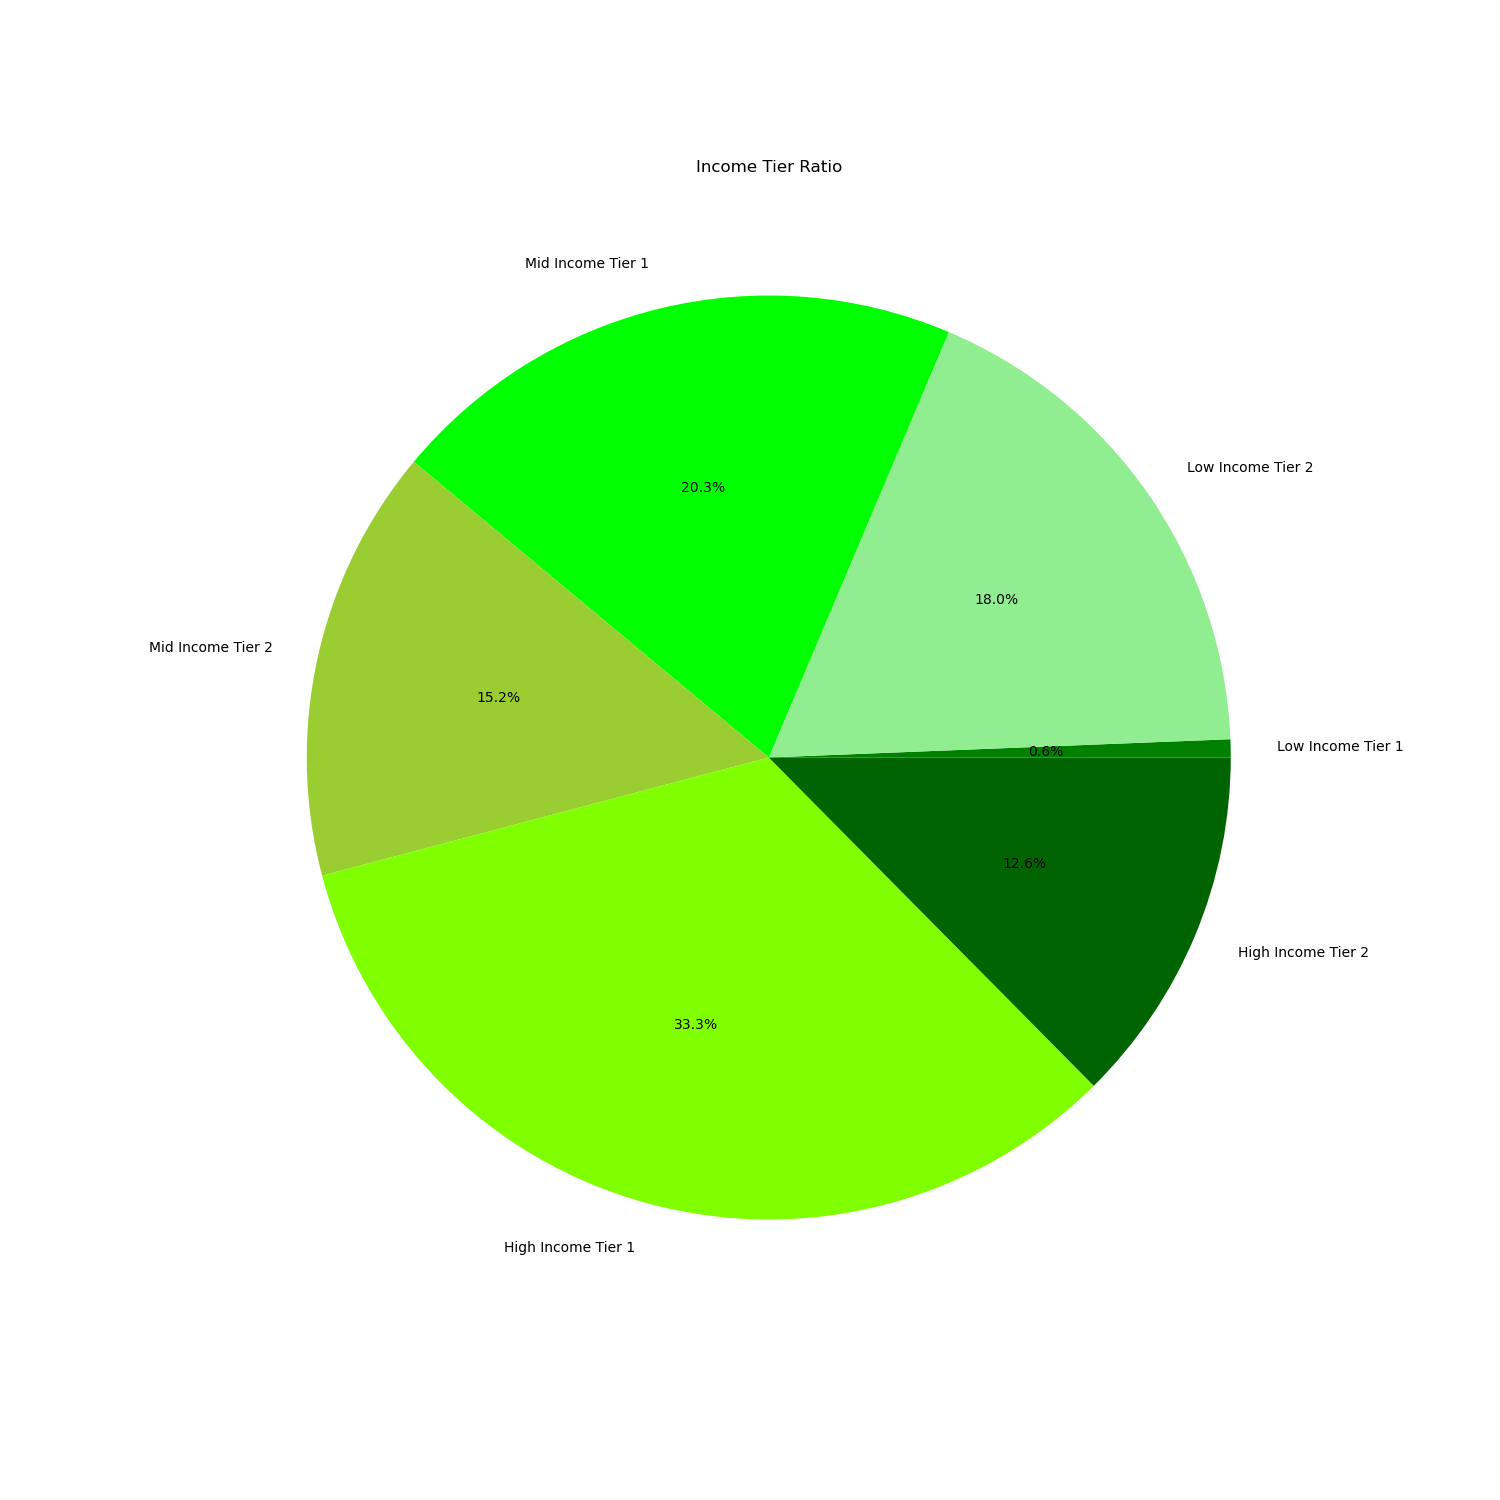 Income Tier Ratio
Mid Income Tier 1
Low Income Tier 2
20.3%
18.0%
Mid Income Tier 2
15.2%
Low Income Tier 1
0.6%
12.6%
High Income Tier 2
33.3%
High Income Tier 1